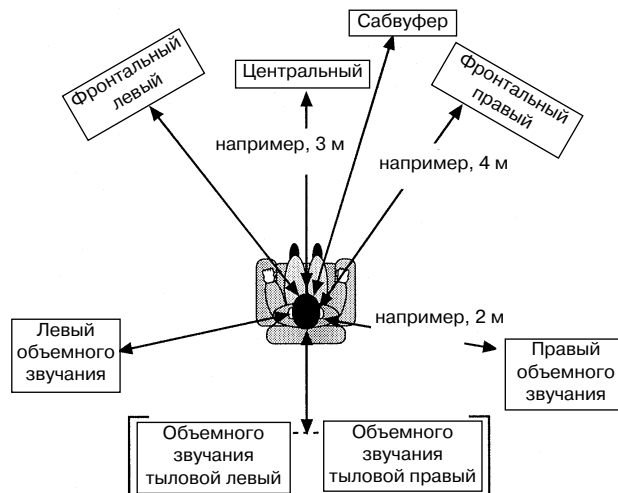 Сабвуфер
Фронтальный
левый
Центральный
Фронтальный
правый
например, 3 м
например, 4 м
например, 2 м
Левый
объемного
звучания
Правый
объемного
звучания
Объемного
звучания
тыловой левый
Объемного
звучания
тыловой правый